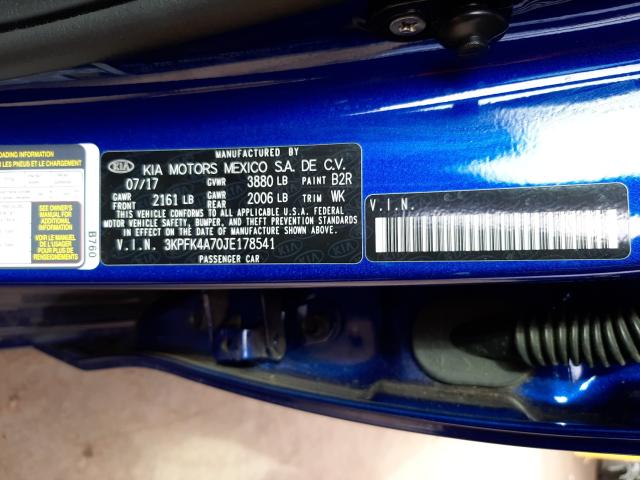 OADING INFORMATION
LES PNEUS ET LE CHARGEMENT
SEE OWNER'S
MANUAL FOR
ADDITIONAL
INFORMATION
VOIR LE MANUEL
DE L'USAGER
POUR PLUS DE
RENSEIGNEMENTS
B760
MANUFACTURED BY
KIA KIA MOTORS MEXICO S.A. DE C.V.
07/17 GVWR 3880 LB PAINT B2R
GAWR FRONT 2161 LB GAWR REAR 2006 LB TRIM WK
THIS VEHICLE CONFORMS TO ALL APPLICABLE U.S.A. FEDERAL
MOTOR VEHICLE SAFETY, BUMPER, AND THEFT PREVENTION STANDARDS
IN EFFECT ON THE DATE OF MANUFACTURE SHOWN ABOVE.
V.I.N. 3KPFK4A70JE178541
PASSENGER CAR
V.I.N.